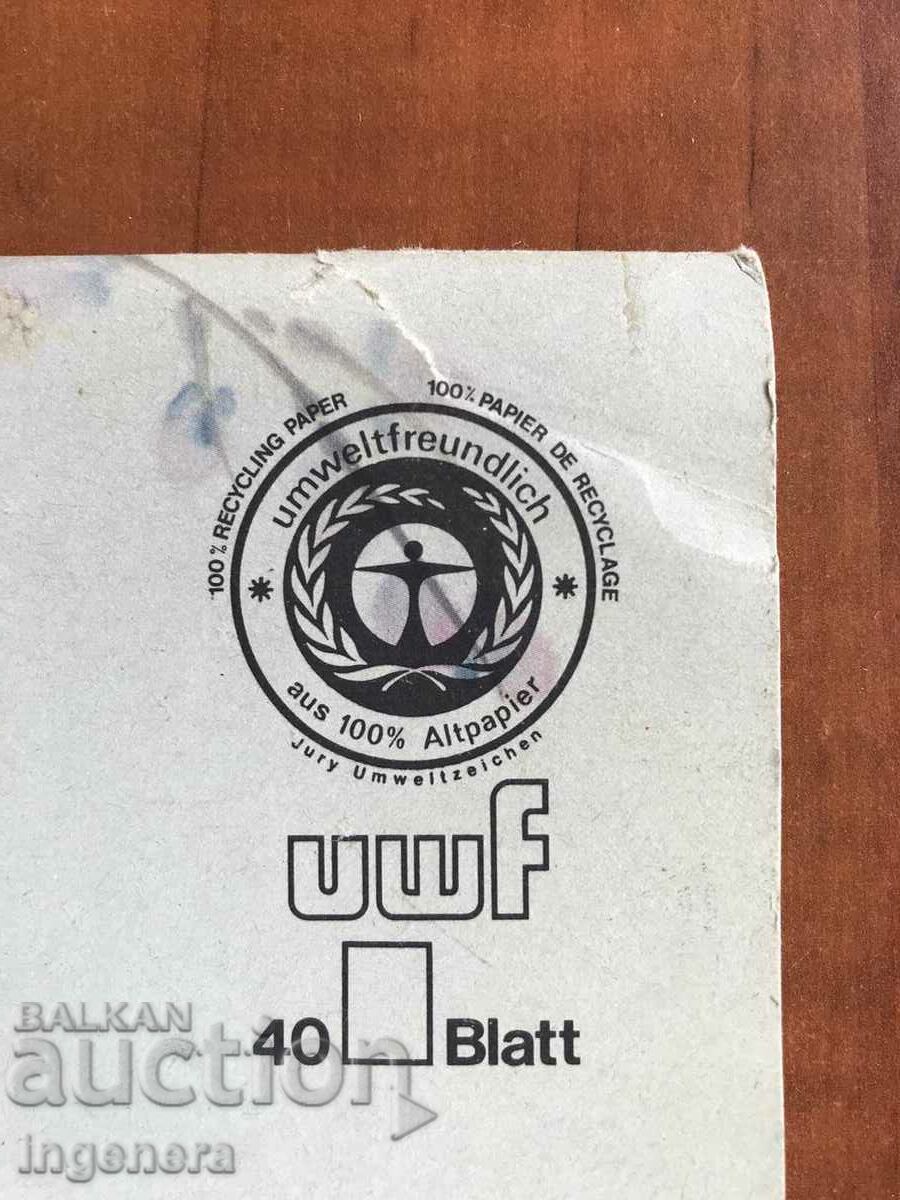 100% RECYCLING PAPER
100% PAPIER DE RECYCLAGE
umweltfreundlich
* *
aus 100% Altpapier
Jury Umweltzeichen
uwf
40 Blatt
BALKAN
auction
ingenera